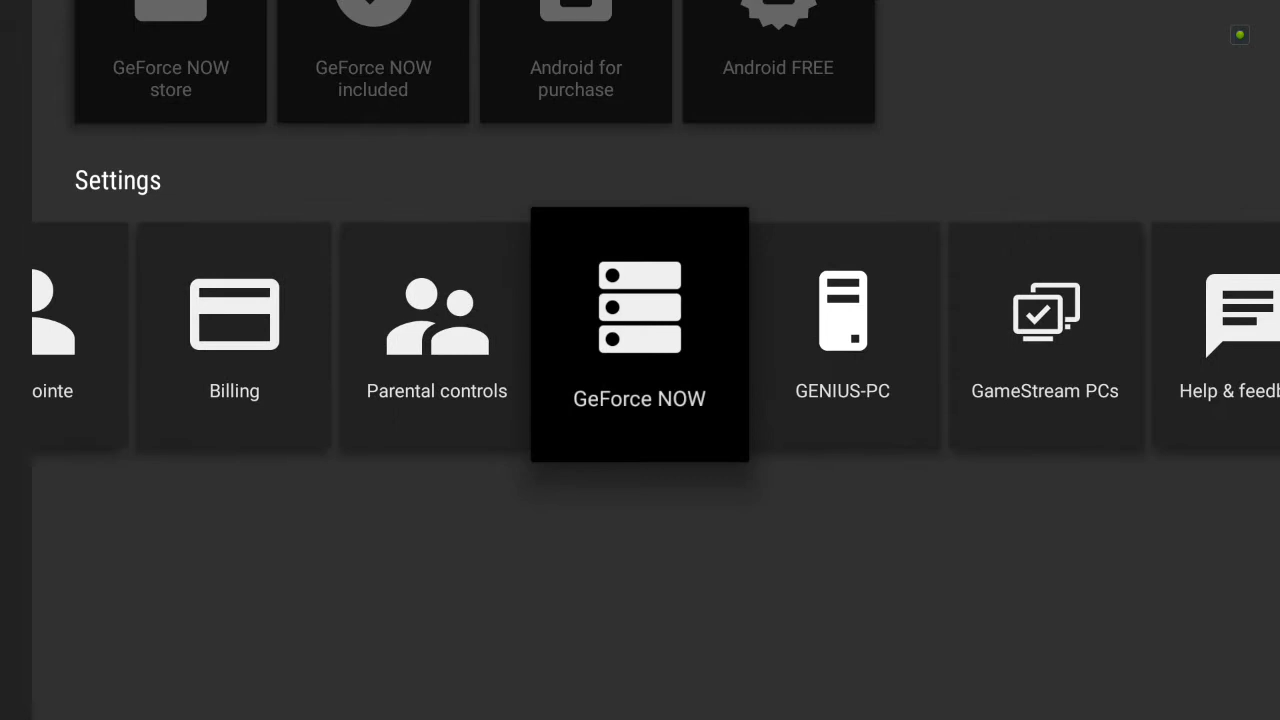 GeForce NOW
store
GeForce NOW
included
Android for
purchase
Android FREE
Settings
ointe
Billing
Parental controls
GeForce NOW
GENIUS-PC
GameStream PCs
Help & feedb